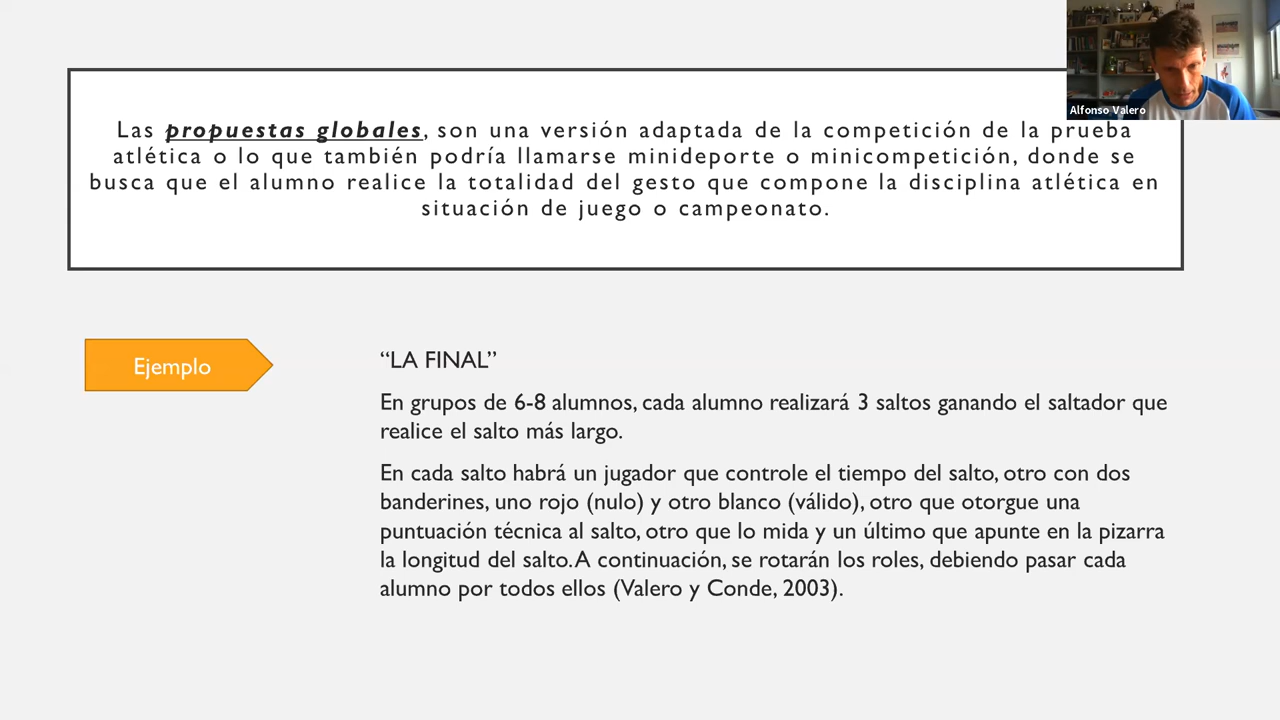 Alfonso Valero
Las propuestas globales, son una versión adaptada de la competición de la prueba
atlética o lo que también podría llamarse minideporte o minicompetición, donde se
busca que el alumno realice la totalidad del gesto que compone la disciplina atlética en
situación de juego o campeonato.
Ejemplo
“LA FINAL”
En grupos de 6-8 alumnos, cada alumno realizará 3 saltos ganando el saltador que
realice el salto más largo.
En cada salto habrá un jugador que controle el tiempo del salto, otro con dos
banderines, uno rojo (nulo) y otro blanco (válido), otro que otorgue una
puntuación técnica al salto, otro que lo mida y un último que apunte en la pizarra
la longitud del salto. A continuación, se rotarán los roles, debiendo pasar cada
alumno por todos ellos (Valero y Conde, 2003).